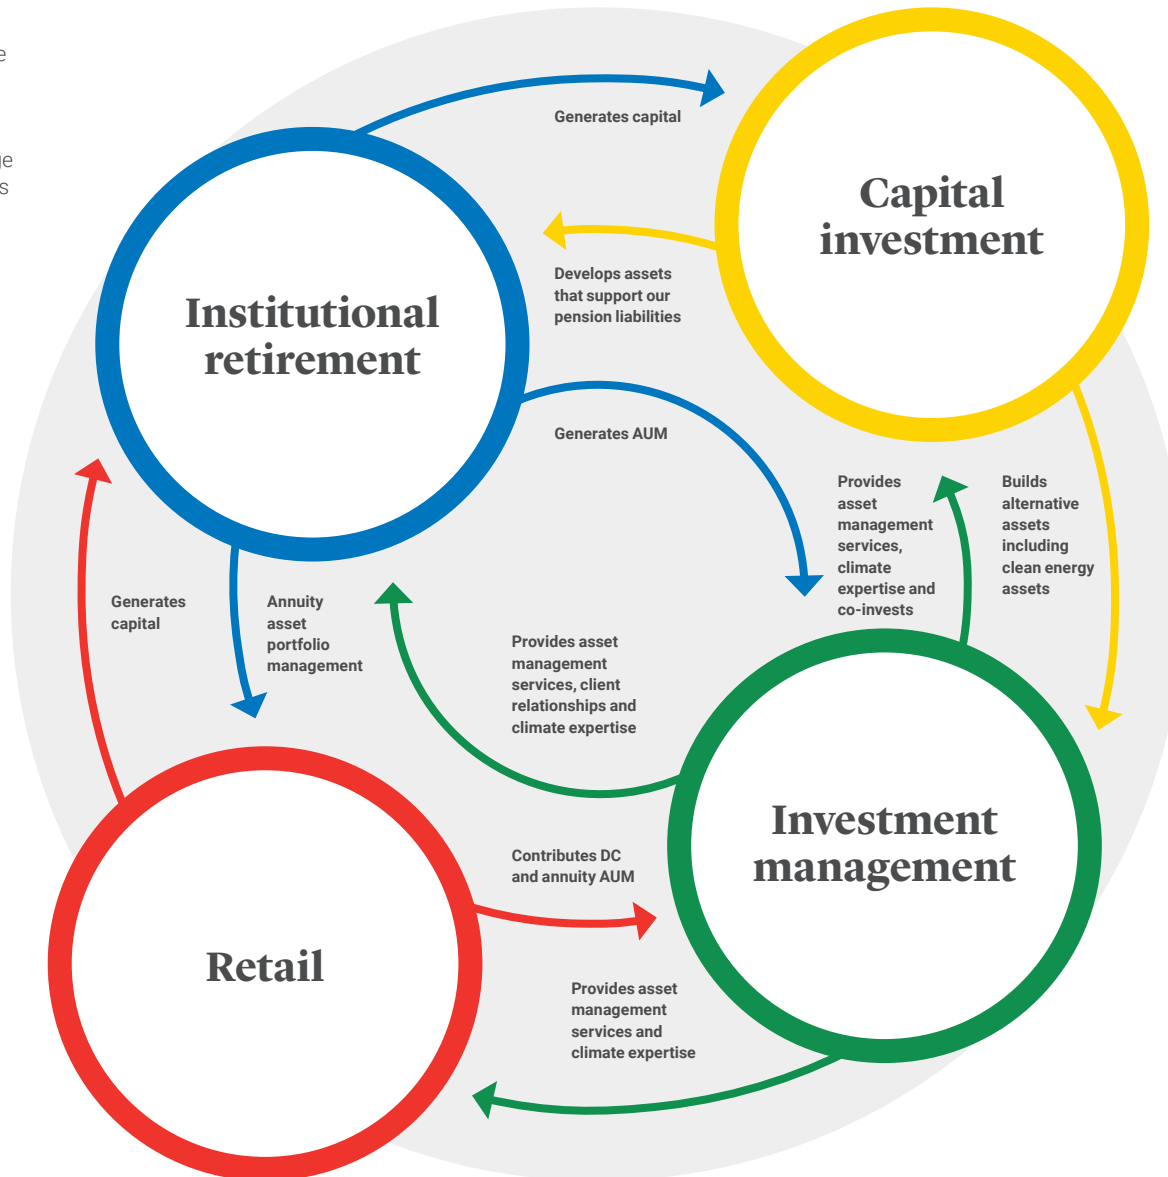 Generates capital
Capital
investment
Develops assets
that support our
pension liabilities
Institutional
retirement
Generates AUM
Provides
asset
management
services,
climate
expertise and
co-invests
Builds
alternative
assets
including
clean energy
assets
Generates
capital
Annuity
asset
portfolio
management
Provides asset
management
services, client
relationships and
climate expertise
Investment
management
Contributes DC
and annuity AUM
Retail
Provides asset
management
services and
climate expertise